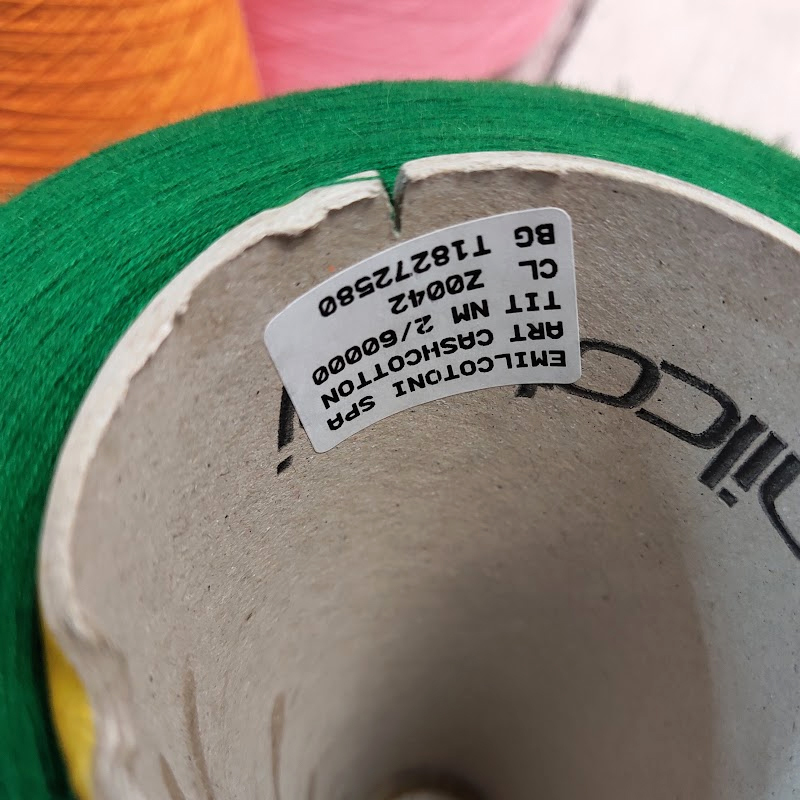 EMILCOTONI SPA
ART CASHCOTTON
TIT NM 2/60000
CL Z0042
BG T18272580